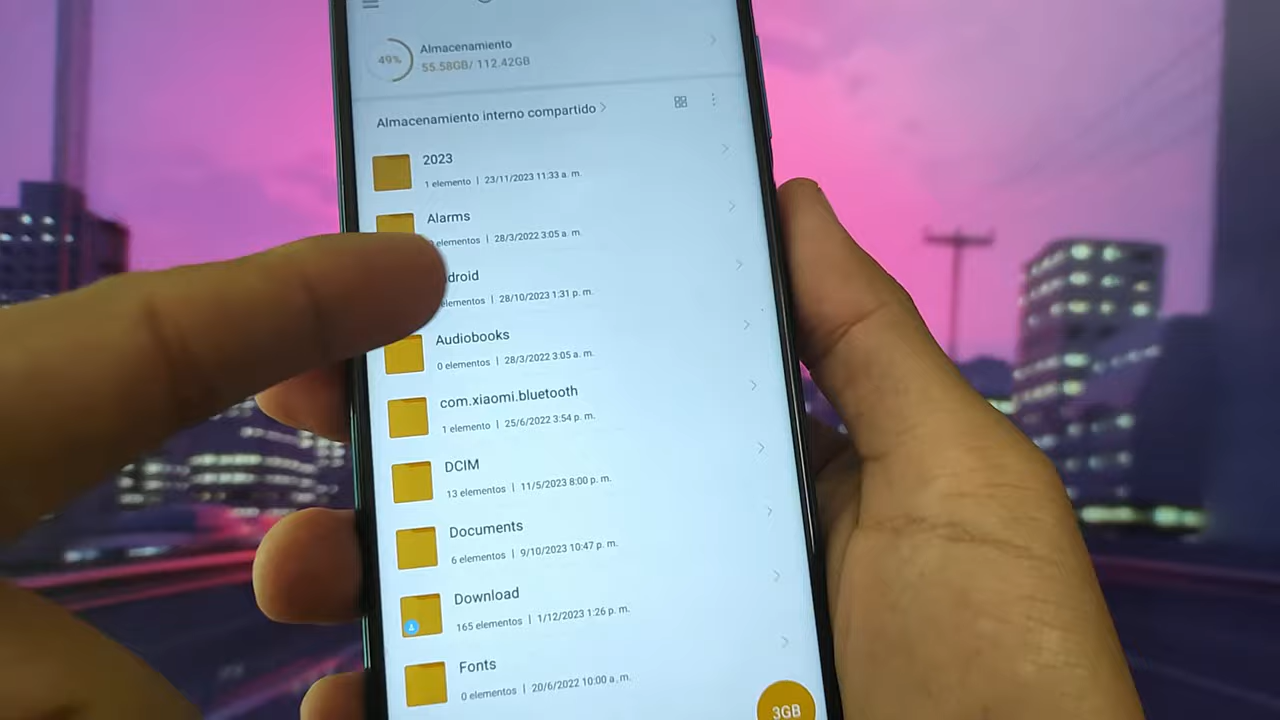 49%
Almacenamiento
55.58GB/ 112.42GB
Almacenamiento interno compartido
2023
1 elemento | 23/11/2023 11:33 a. m.
Alarms
elementos | 28/3/2022 3:05 a. m.
droid
elementos | 28/10/2023 1:31 p. m.
Audiobooks
0 elementos | 28/3/2022 3:05 a. m.
com.xiaomi.bluetooth
1 elemento | 25/6/2022 3:54 p. m.
DCIM
13 elementos | 11/5/2023 8:00 p. m.
Documents
6 elementos | 9/10/2023 10:47 p. m.
Download
165 elementos | 1/12/2023 1:26 p. m.
Fonts
0 elementos | 20/6/2022 10:00 a. m.
3GB